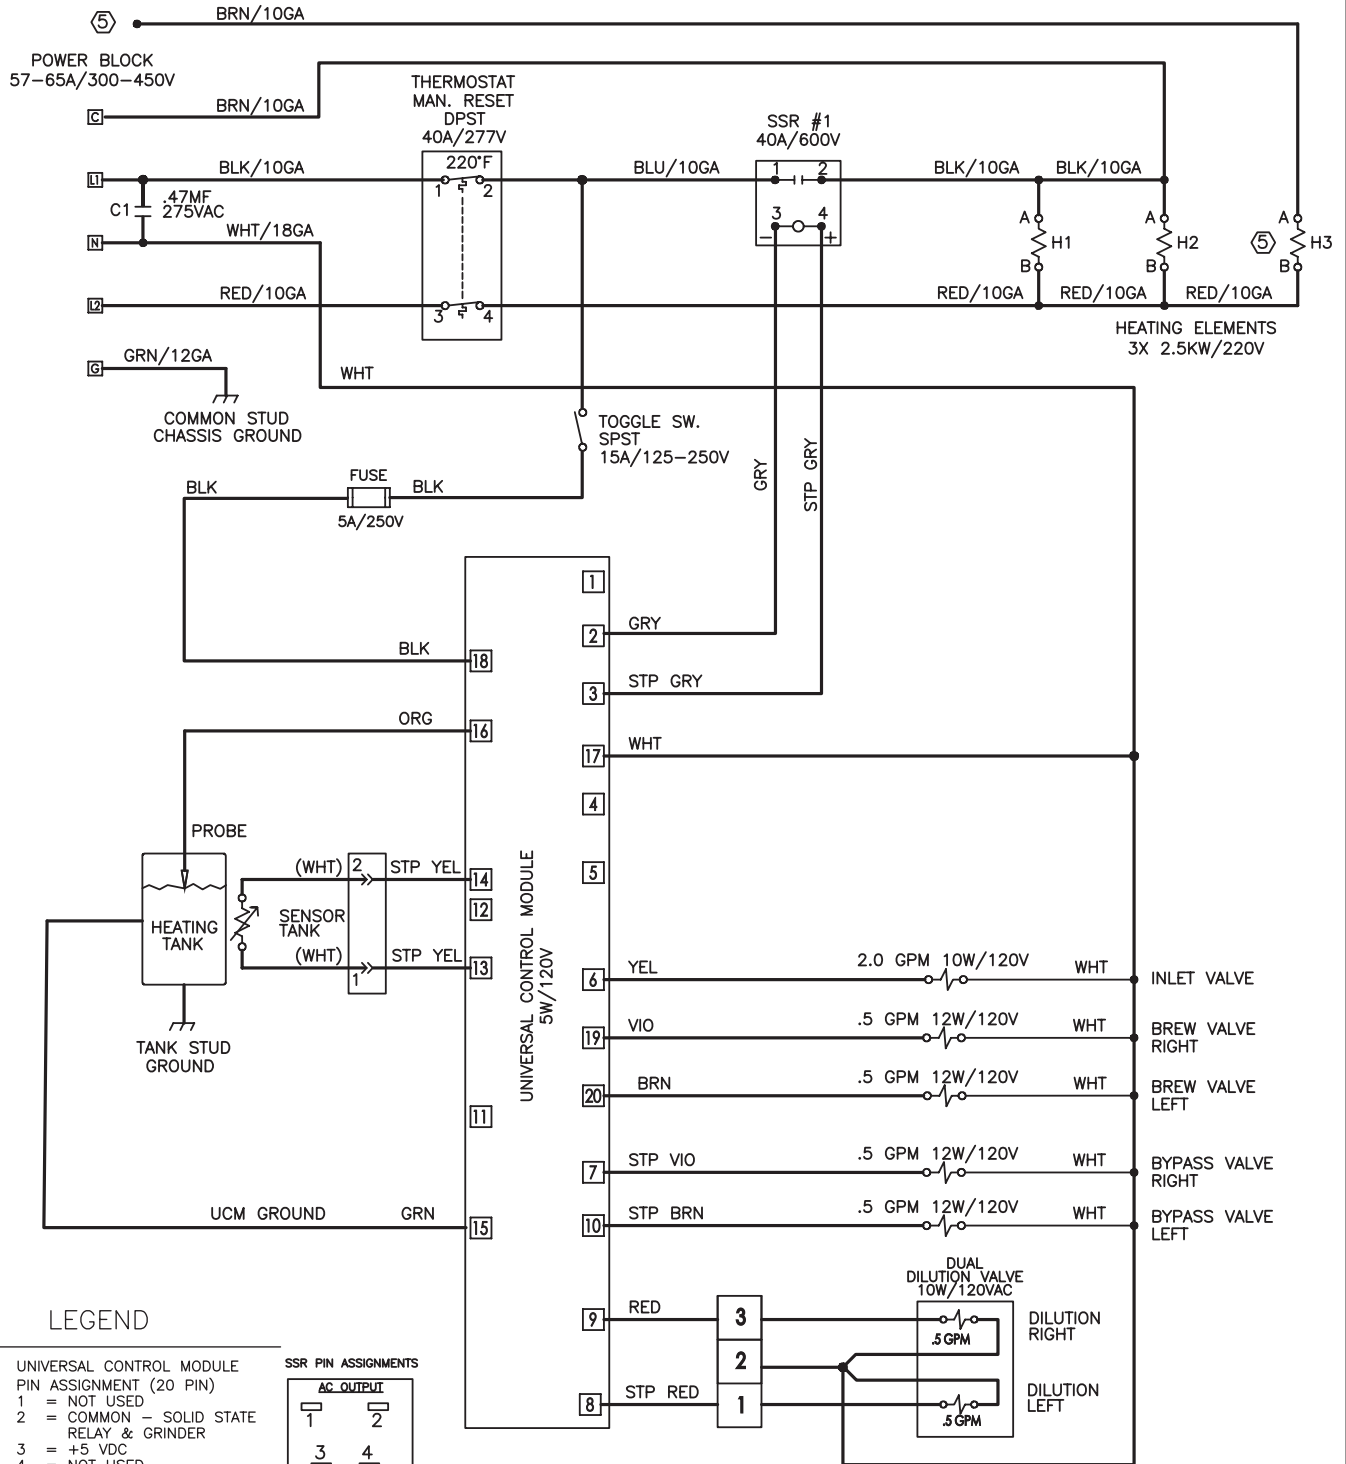 5
BRN/10GA
POWER BLOCK
57-65A/300-450V
THERMOSTAT
MAN. RESET
DPST
40A/277V
SSR #1
40A/600V
C
BRN/10GA
L1
BLK/10GA
220°F
1
2
BLU/10GA
1
2
BLK/10GA
BLK/10GA
C1
.47MF
275VAC
3
4
-
+
N
WHT/18GA
A
H1
B
A
H2
B
5
A
H3
B
L2
RED/10GA
3
4
RED/10GA
RED/10GA
RED/10GA
HEATING ELEMENTS
3X 2.5KW/220V
G
GRN/12GA
WHT
COMMON STUD
CHASSIS GROUND
TOGGLE SW.
SPST
15A/125-250V
GRY
STP GRY
BLK
FUSE
BLK
5A/250V
1
2
GRY
BLK
18
3
STP GRY
ORG
16
17
WHT
4
PROBE
5
UNIVERSAL CONTROL MODULE
5W/120V
(WHT)
2
STP YEL
14
12
HEATING
TANK
SENSOR
TANK
(WHT)
1
STP YEL
13
6
YEL
2.0 GPM 10W/120V
WHT
INLET VALVE
TANK STUD
GROUND
19
VIO
.5 GPM 12W/120V
WHT
BREW VALVE
RIGHT
20
BRN
.5 GPM 12W/120V
WHT
BREW VALVE
LEFT
11
7
STP VIO
.5 GPM 12W/120V
WHT
BYPASS VALVE
RIGHT
UCM GROUND
GRN
15
10
STP BRN
.5 GPM 12W/120V
WHT
BYPASS VALVE
LEFT
DUAL
DILUTION VALVE
10W/120VAC
9
RED
3
.5 GPM
DILUTION
RIGHT
2
8
STP RED
1
.5 GPM
DILUTION
LEFT
LEGEND
UNIVERSAL CONTROL MODULE
PIN ASSIGNMENT (20 PIN)
1 = NOT USED
2 = COMMON - SOLID STATE
RELAY & GRINDER
3 = +5 VDC
4 = NOT USED
SSR PIN ASSIGNMENTS
AC OUTPUT
1
2
3
4